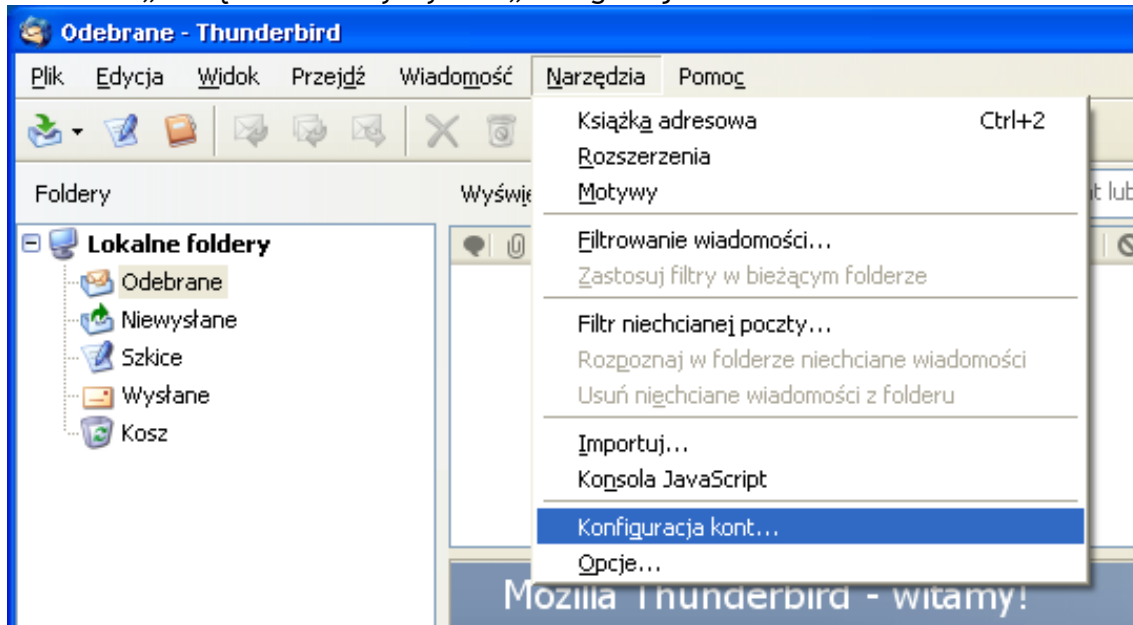 Odebrane - Thunderbird
Plik Edycja Widok Przejdź Wiadomość Narzędzia Pomoc
Książka adresowa Ctrl+2
Rozszerzenia
Foldery
Motywy
Lokalne foldery
Filtrowanie wiadomości...
Odebrane
Zastosuj filtry w bieżącym folderze
Niewysłane
Filtr niechcianej poczty...
Szkice
Rozpoznaj w folderze niechciane wiadomości
Wysłane
Usuń niechciane wiadomości z folderu
Kosz
Importuj...
Konsola JavaScript
Konfiguracja kont...
Opcje...
Mozilla Thunderbird - witamy!